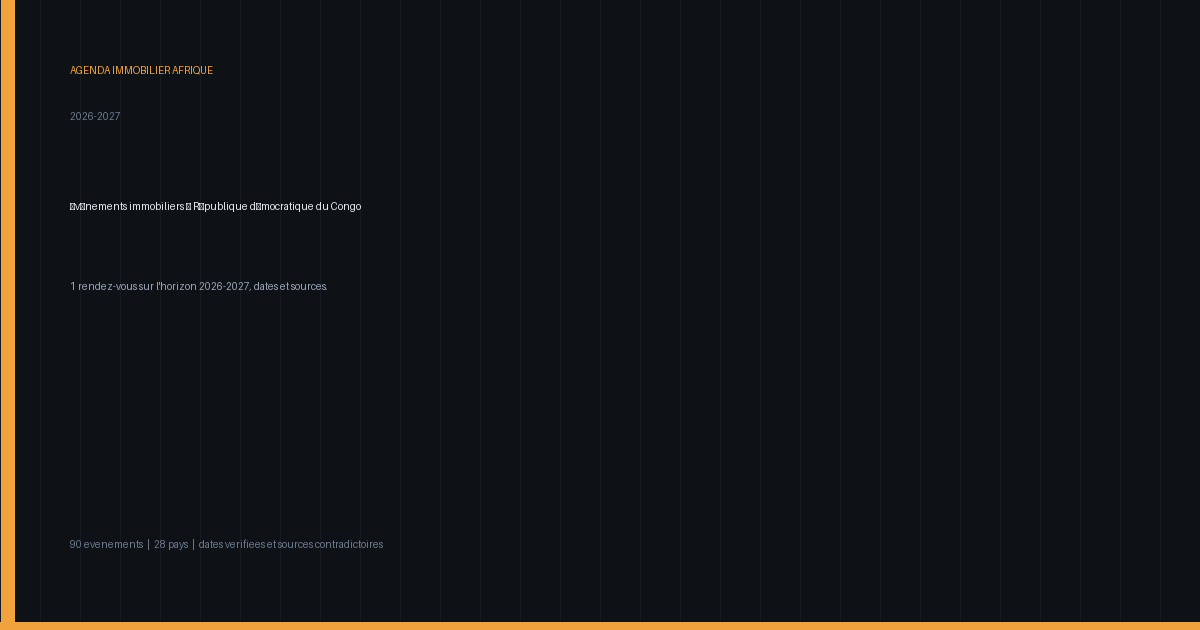 AGENDA IMMOBILIER AFRIQUE
2026-2027
☒v☒nements immobiliers ☒ R☒publique d☒mocratique du Congo
1 rendez-vous sur l'horizon 2026-2027, dates et sources.
90 evenements | 28 pays | dates verifiees et sources contradictoires